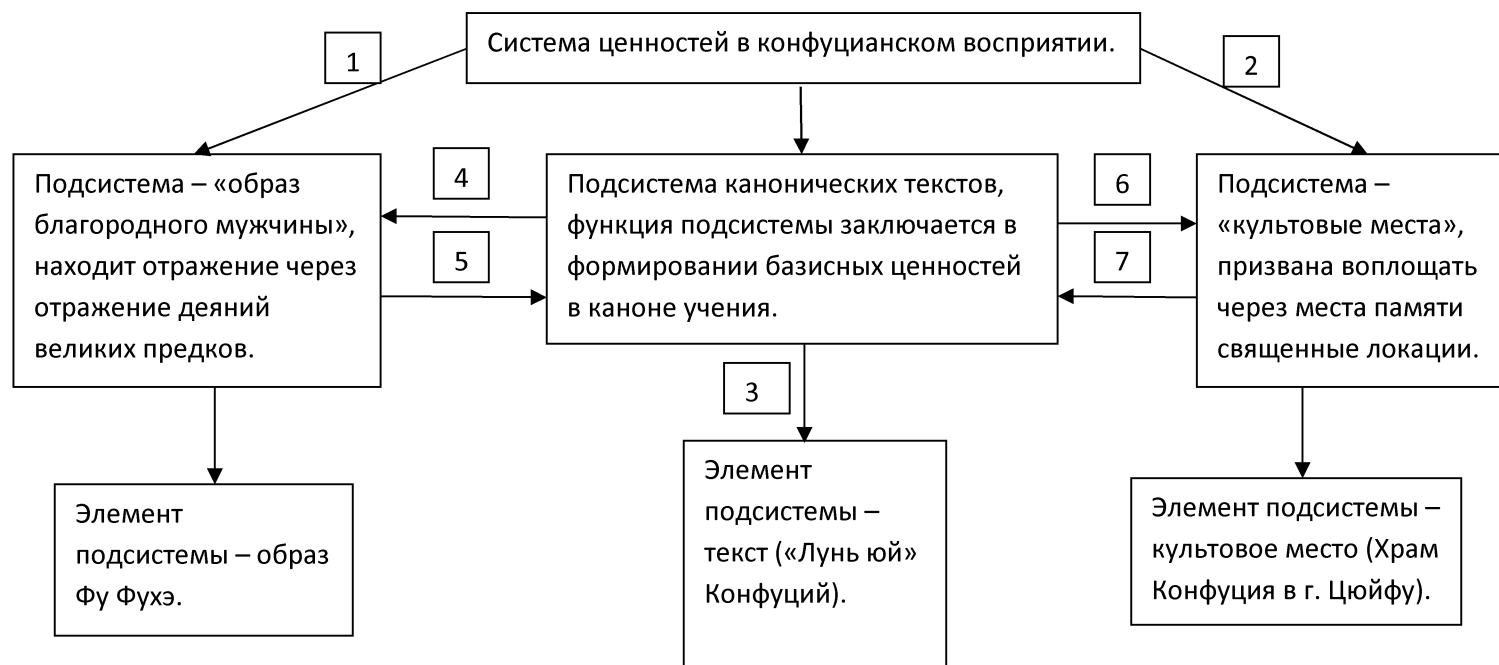 Система ценностей в конфуцианском восприятии.
1
2
Подсистема – «образ
благородного мужчины»,
находит отражение через
отражение деяний
великих предков.
4
5
Подсистема канонических текстов,
функция подсистемы заключается в
формировании базисных ценностей
в каноне учения.
6
7
Подсистема –
«культовые места»,
призвана воплощать
через места памяти
священные локации.
3
Элемент
подсистемы – образ
Фу Фухэ.
Элемент
подсистемы –
текст («Лунь юй»
Конфуций).
Элемент подсистемы –
культовое место (Храм
Конфуция в г. Цюйфу).